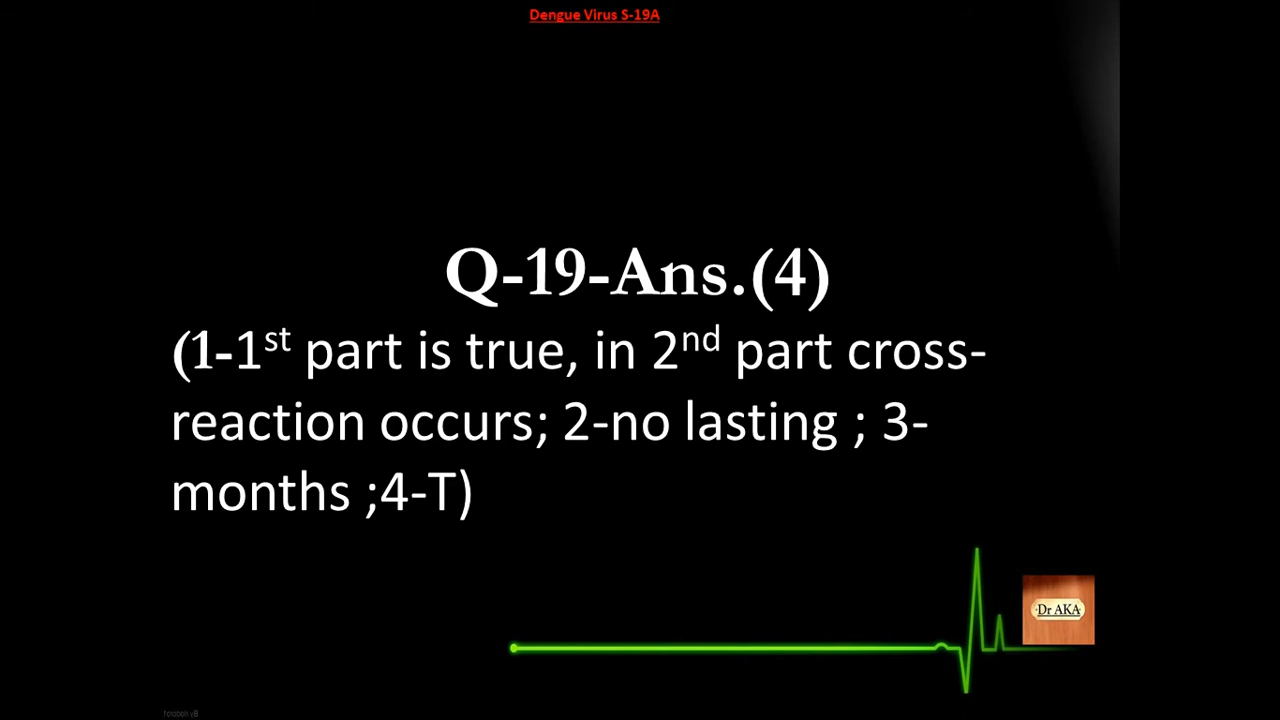 Dengue Virus S-19A
Q-19-Ans.(4)
(1-1st part is true, in 2nd part cross-
reaction occurs; 2-no lasting ; 3-
months ;4-T)
Dr AKA